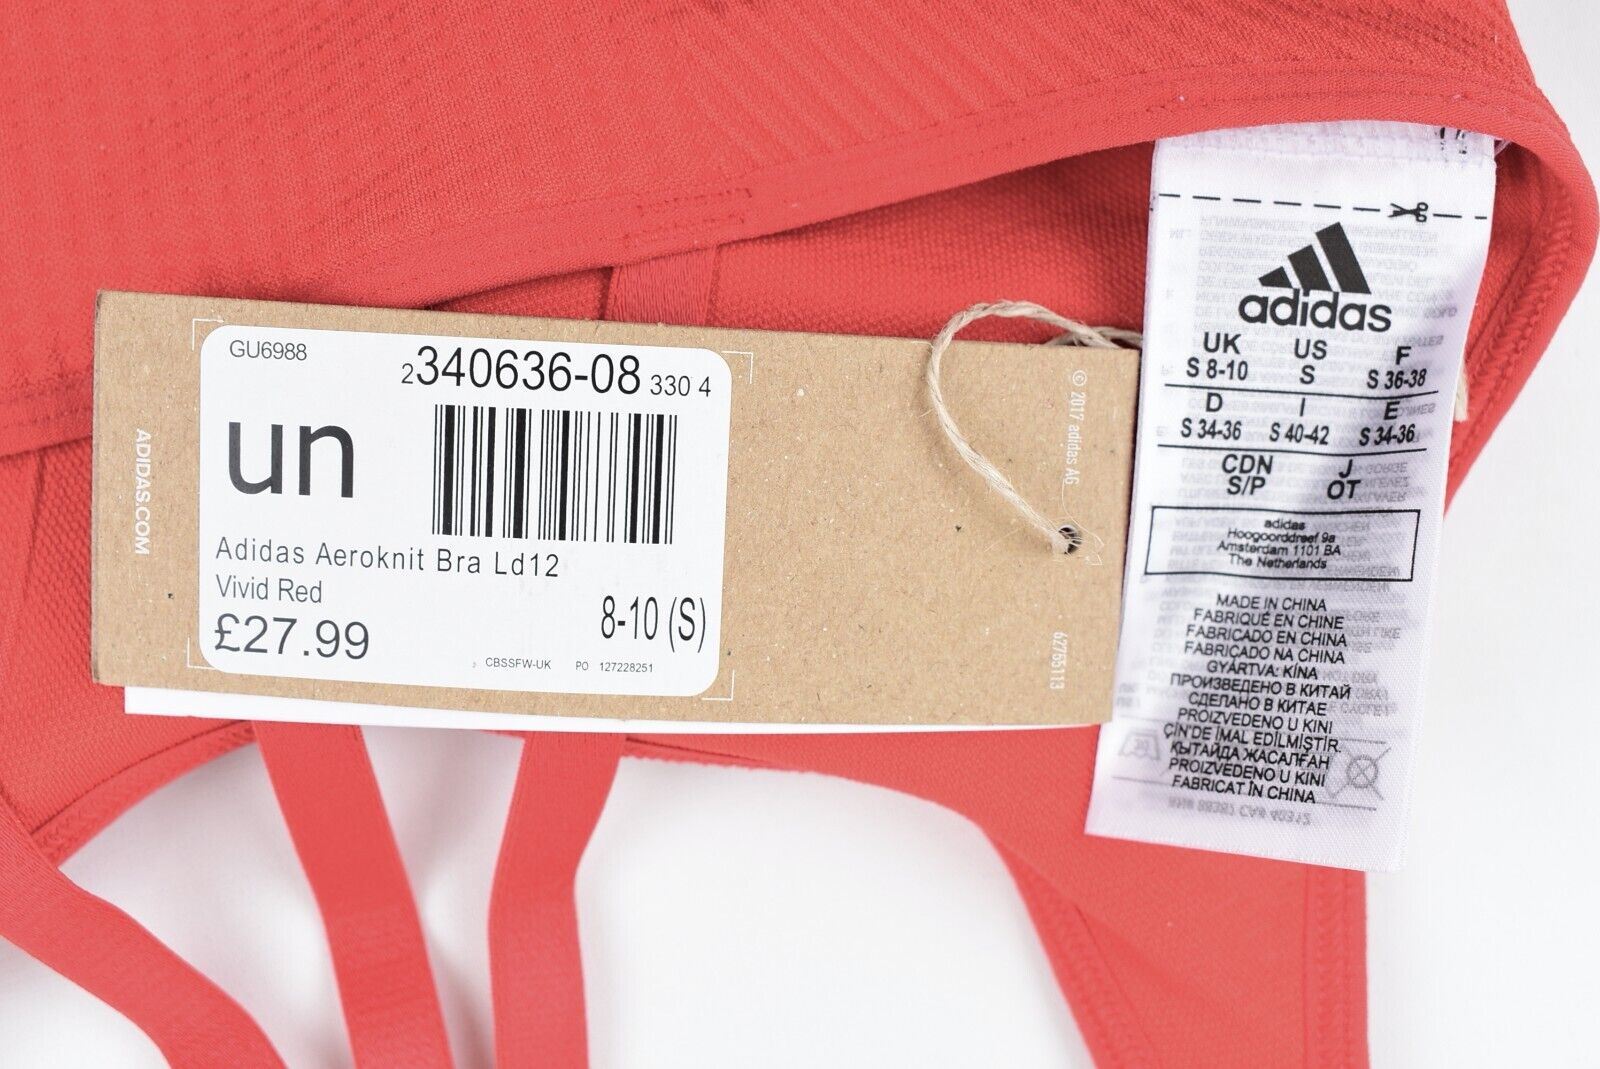 GU6988
2340636-08 330 4
un
Adidas Aeroknit Bra Ld12
Vivid Red
£27.99
8-10 (S)
CBSSFW-UK PO 127228251
ADIDAS.COM
© 2017 adidas AG
62755113
adidas
UK US F
S 8-10 S S 36-38
D I E
S 34-36 S 40-42 S 34-36
CDN J
S/P OT
adidas
Hoogoorddreef 9a
Amsterdam 1101 BA
The Netherlands
MADE IN CHINA
FABRIQUÉ EN CHINE
FABRICADO EN CHINA
FABRICADO NA CHINA
GYÁRTVA: KÍNA
ПРОИЗВЕДЕНО В КИТАЙ
СДЕЛАНО В КИТАЕ
PROIZVEDENO U KINI
ÇİN'DE İMAL EDİLMİŞTİR.
ҚЫТАЙДА ЖАСАЛҒАН
PROIZVEDENO U KINI
FABRICAT ÎN CHINA
RN# 88387 CA# 40312